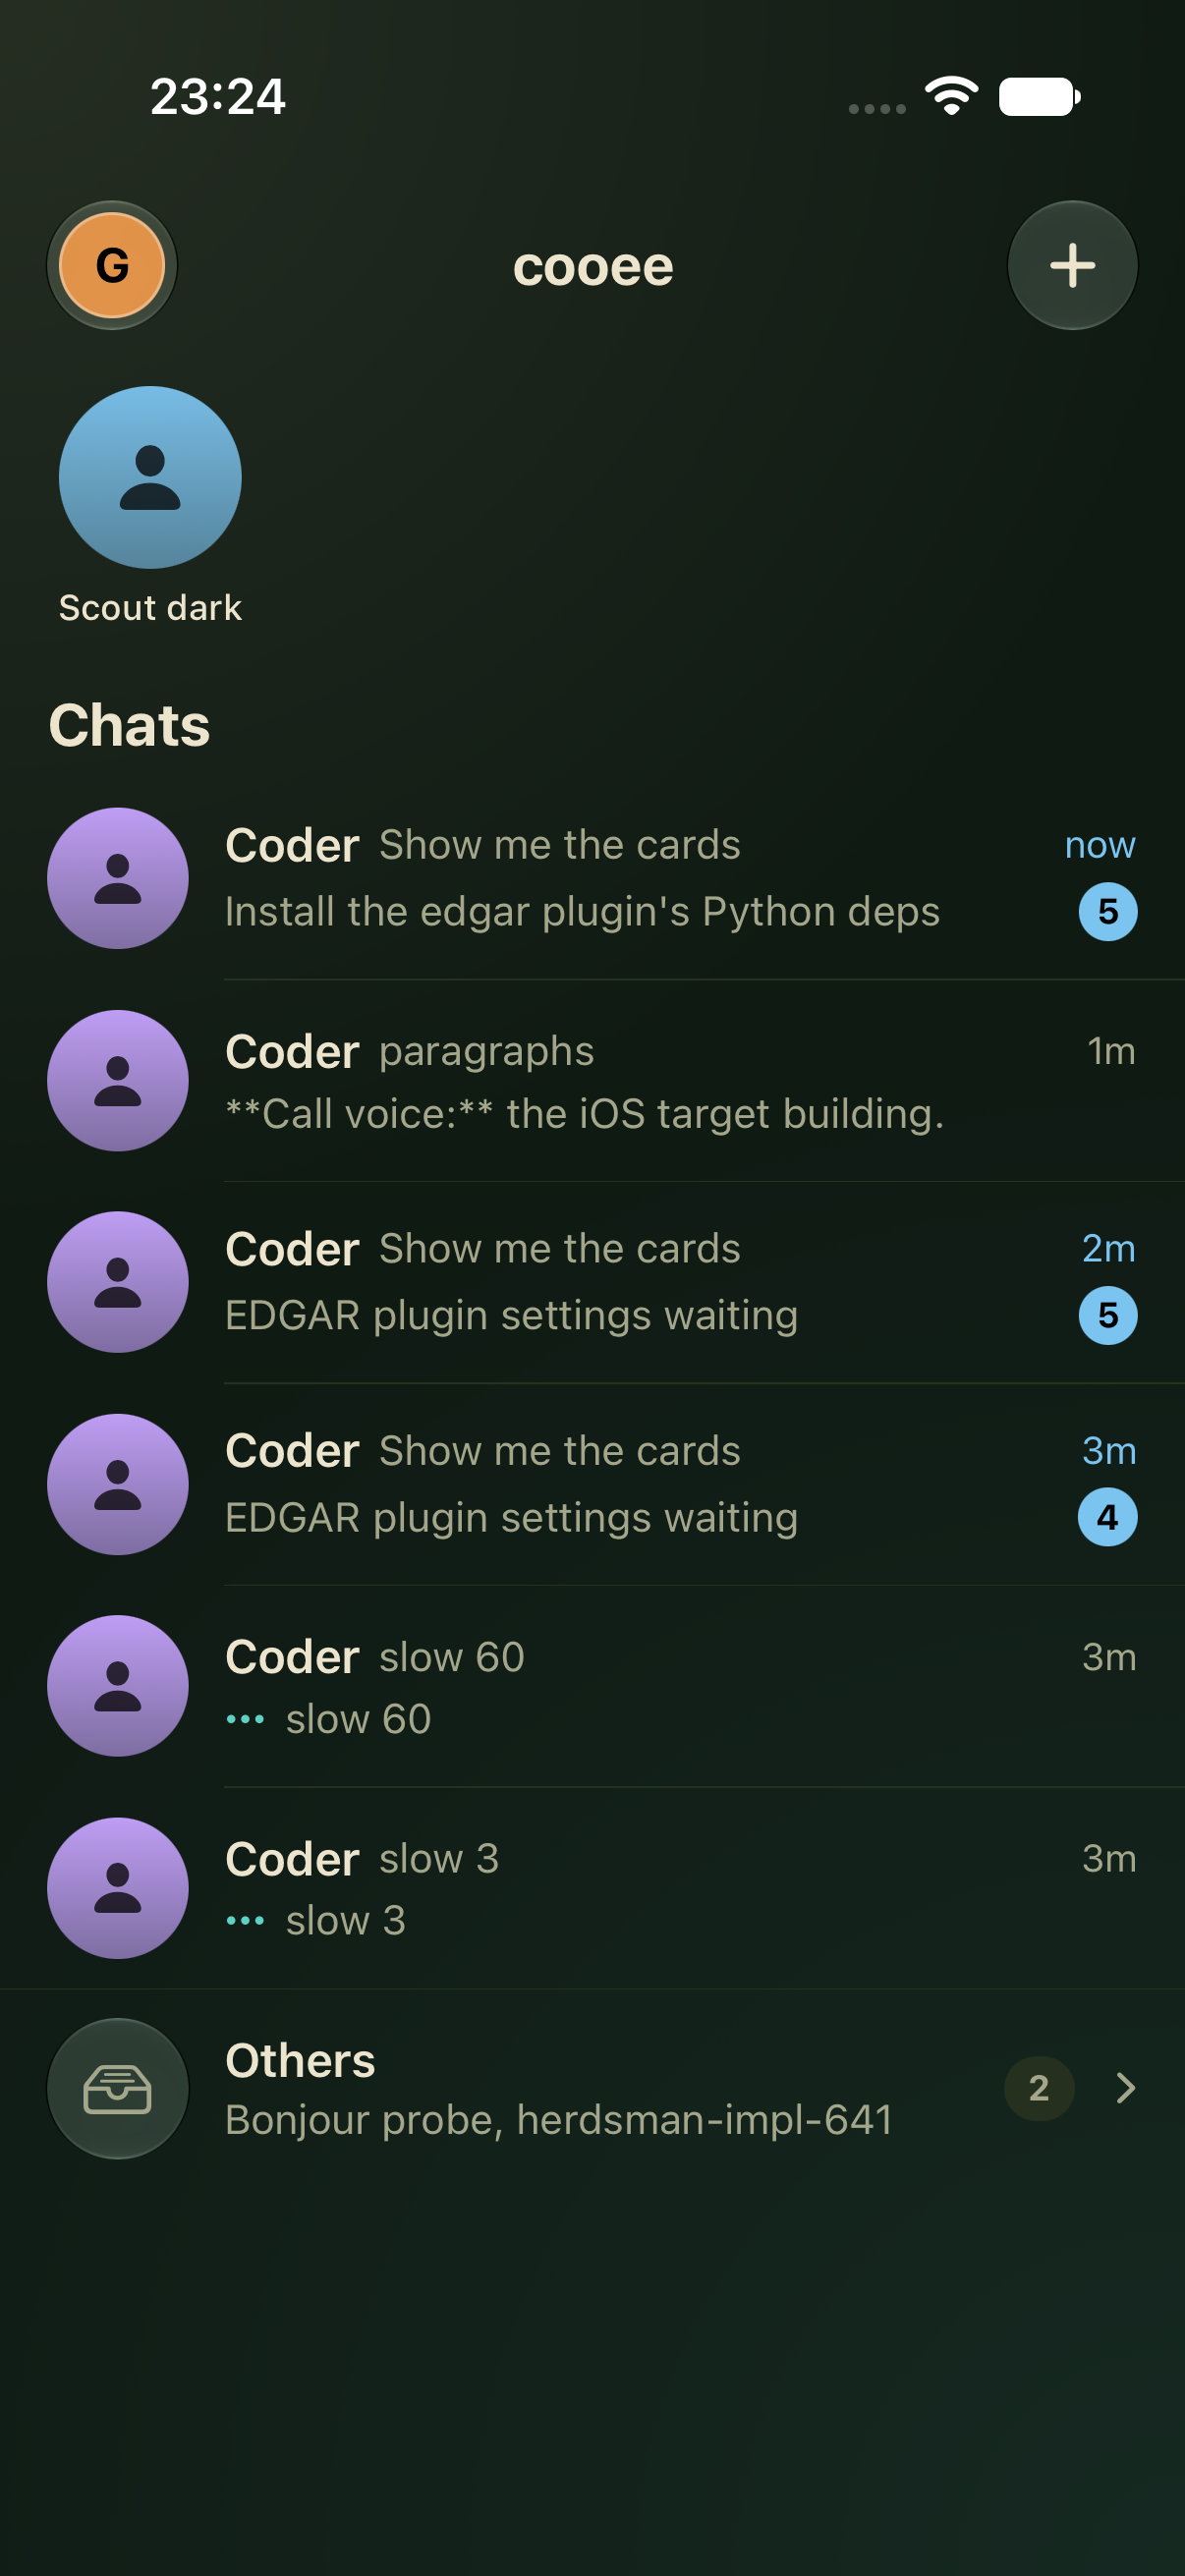 23:24
G
cooee
Scout dark
Chats
Coder Show me the cards now
Install the edgar plugin's Python deps 5
Coder paragraphs 1m
**Call voice:** the iOS target building.
Coder Show me the cards 2m
EDGAR plugin settings waiting 5
Coder Show me the cards 3m
EDGAR plugin settings waiting 4
Coder slow 60 3m
••• slow 60
Coder slow 3 3m
••• slow 3
Others
Bonjour probe, herdsman-impl-641 2